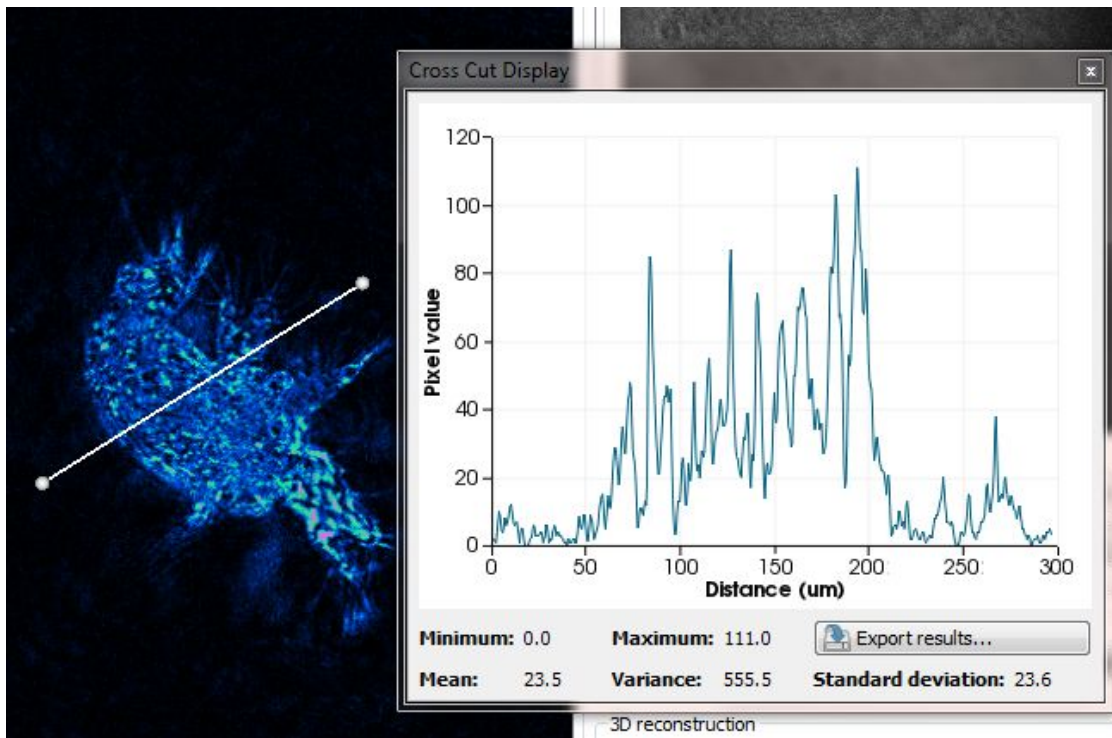 Cross Cut Display
x
120
100
80
60
40
20
0
Pixel value
0 50 100 150 200 250 300
Distance (um)
Minimum: 0.0 Maximum: 111.0 Export results...
Mean: 23.5 Variance: 555.5 Standard deviation: 23.6
3D reconstruction